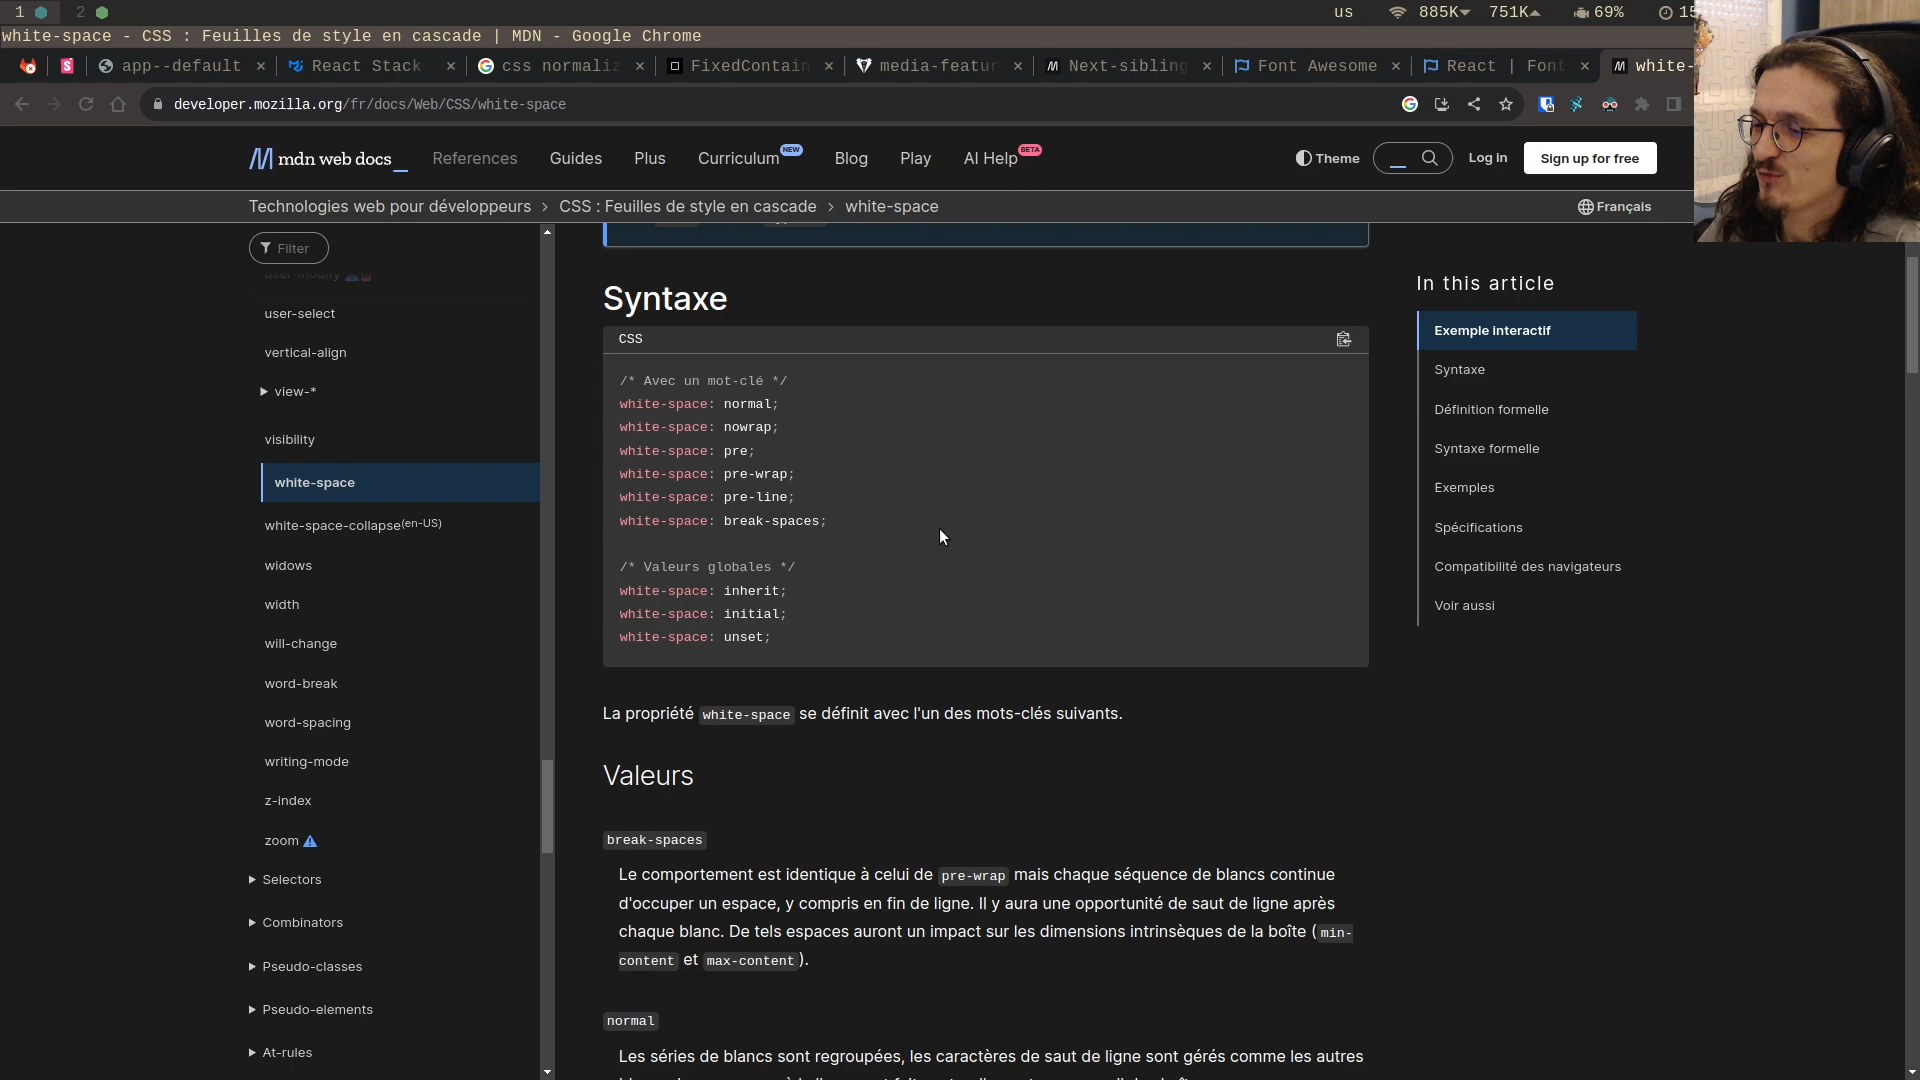 1 2 us 885K 751K 69% 15
white-space - CSS : Feuilles de style en cascade | MDN - Google Chrome
app--default × React Stack × css normaliz × FixedContain × media-featur × Next-sibling × Font Awesome × React | Font × white-
developer.mozilla.org/fr/docs/Web/CSS/white-space
mdn web docs_ References Guides Plus Curriculum NEW Blog Play AI Help BETA Theme Log in Sign up for free
Technologies web pour développeurs > CSS : Feuilles de style en cascade > white-space Français
Filter
user-modify
user-select
vertical-align
view-*
visibility
white-space
white-space-collapse(en-US)
widows
width
will-change
word-break
word-spacing
writing-mode
z-index
zoom
Selectors
Combinators
Pseudo-classes
Pseudo-elements
At-rules
Syntaxe
CSS
/* Avec un mot-clé */
white-space: normal;
white-space: nowrap;
white-space: pre;
white-space: pre-wrap;
white-space: pre-line;
white-space: break-spaces;
/* Valeurs globales */
white-space: inherit;
white-space: initial;
white-space: unset;
La propriété white-space se définit avec l'un des mots-clés suivants.
Valeurs
break-spaces
Le comportement est identique à celui de pre-wrap mais chaque séquence de blancs continue
d'occuper un espace, y compris en fin de ligne. Il y aura une opportunité de saut de ligne après
chaque blanc. De tels espaces auront un impact sur les dimensions intrinsèques de la boîte (min-
content et max-content).
normal
Les séries de blancs sont regroupées, les caractères de saut de ligne sont gérés comme les autres
In this article
Exemple interactif
Syntaxe
Définition formelle
Syntaxe formelle
Exemples
Spécifications
Compatibilité des navigateurs
Voir aussi